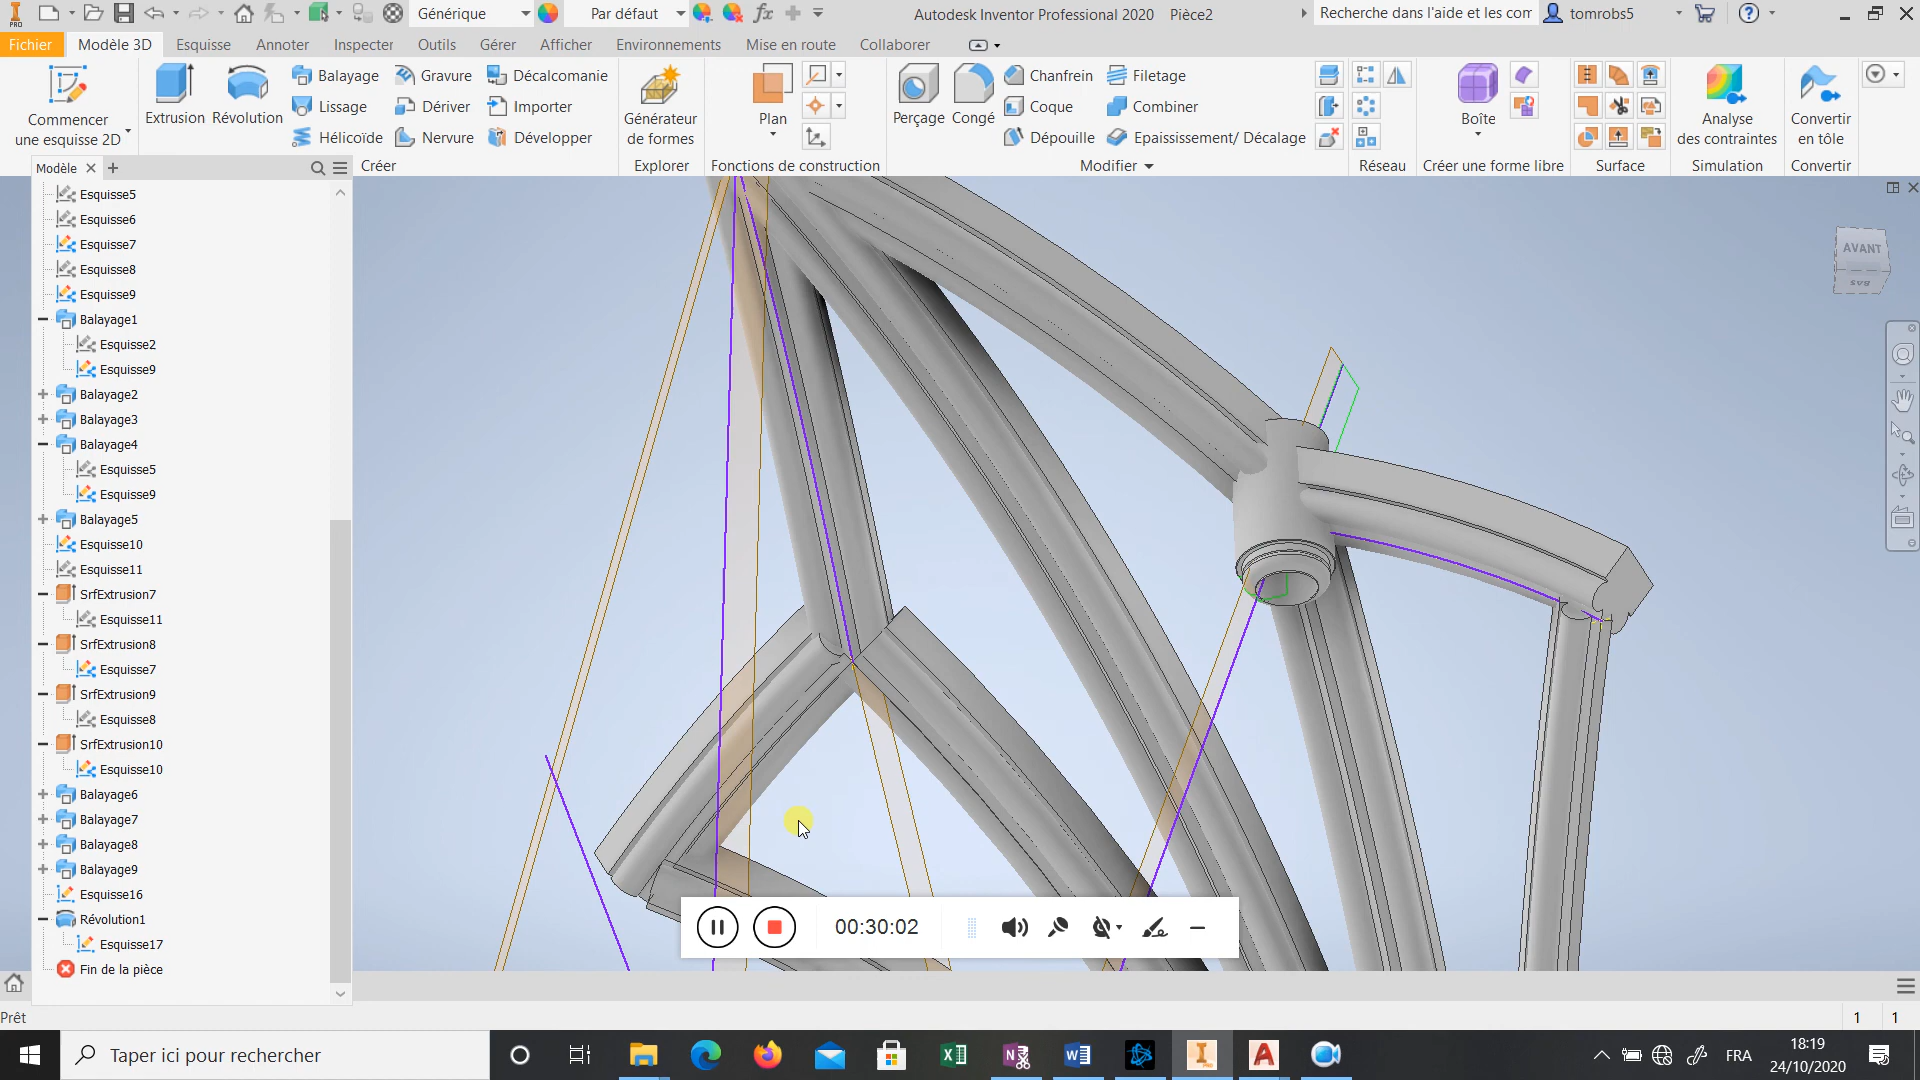 PRO
Générique
Par défaut
fx
Autodesk Inventor Professional 2020 Pièce2
Recherche dans l'aide et les com
tomrobs5
?
Fichier
Modèle 3D
Esquisse
Annoter
Inspecter
Outils
Gérer
Afficher
Environnements
Mise en route
Collaborer
Commencer
une esquisse 2D
Extrusion
Révolution
Balayage
Lissage
Hélicoïde
Gravure
Dériver
Nervure
Décalcomanie
Importer
Développer
Générateur
de formes
Plan
Perçage
Congé
Chanfrein
Coque
Dépouille
Filetage
Combiner
Epaississement/ Décalage
Boîte
Analyse
des contraintes
Convertir
en tôle
Modèle
Créer
Explorer
Fonctions de construction
Modifier
Réseau
Créer une forme libre
Surface
Simulation
Convertir
Esquisse5
Esquisse6
Esquisse7
Esquisse8
Esquisse9
Balayage1
Esquisse2
Esquisse9
Balayage2
Balayage3
Balayage4
Esquisse5
Esquisse9
Balayage5
Esquisse10
Esquisse11
SrfExtrusion7
Esquisse11
SrfExtrusion8
Esquisse7
SrfExtrusion9
Esquisse8
SrfExtrusion10
Esquisse10
Balayage6
Balayage7
Balayage8
Balayage9
Esquisse16
Révolution1
Esquisse17
Fin de la pièce
AVANT
00:30:02
Prêt
1 1
Taper ici pour rechercher
FRA
18:19
24/10/2020